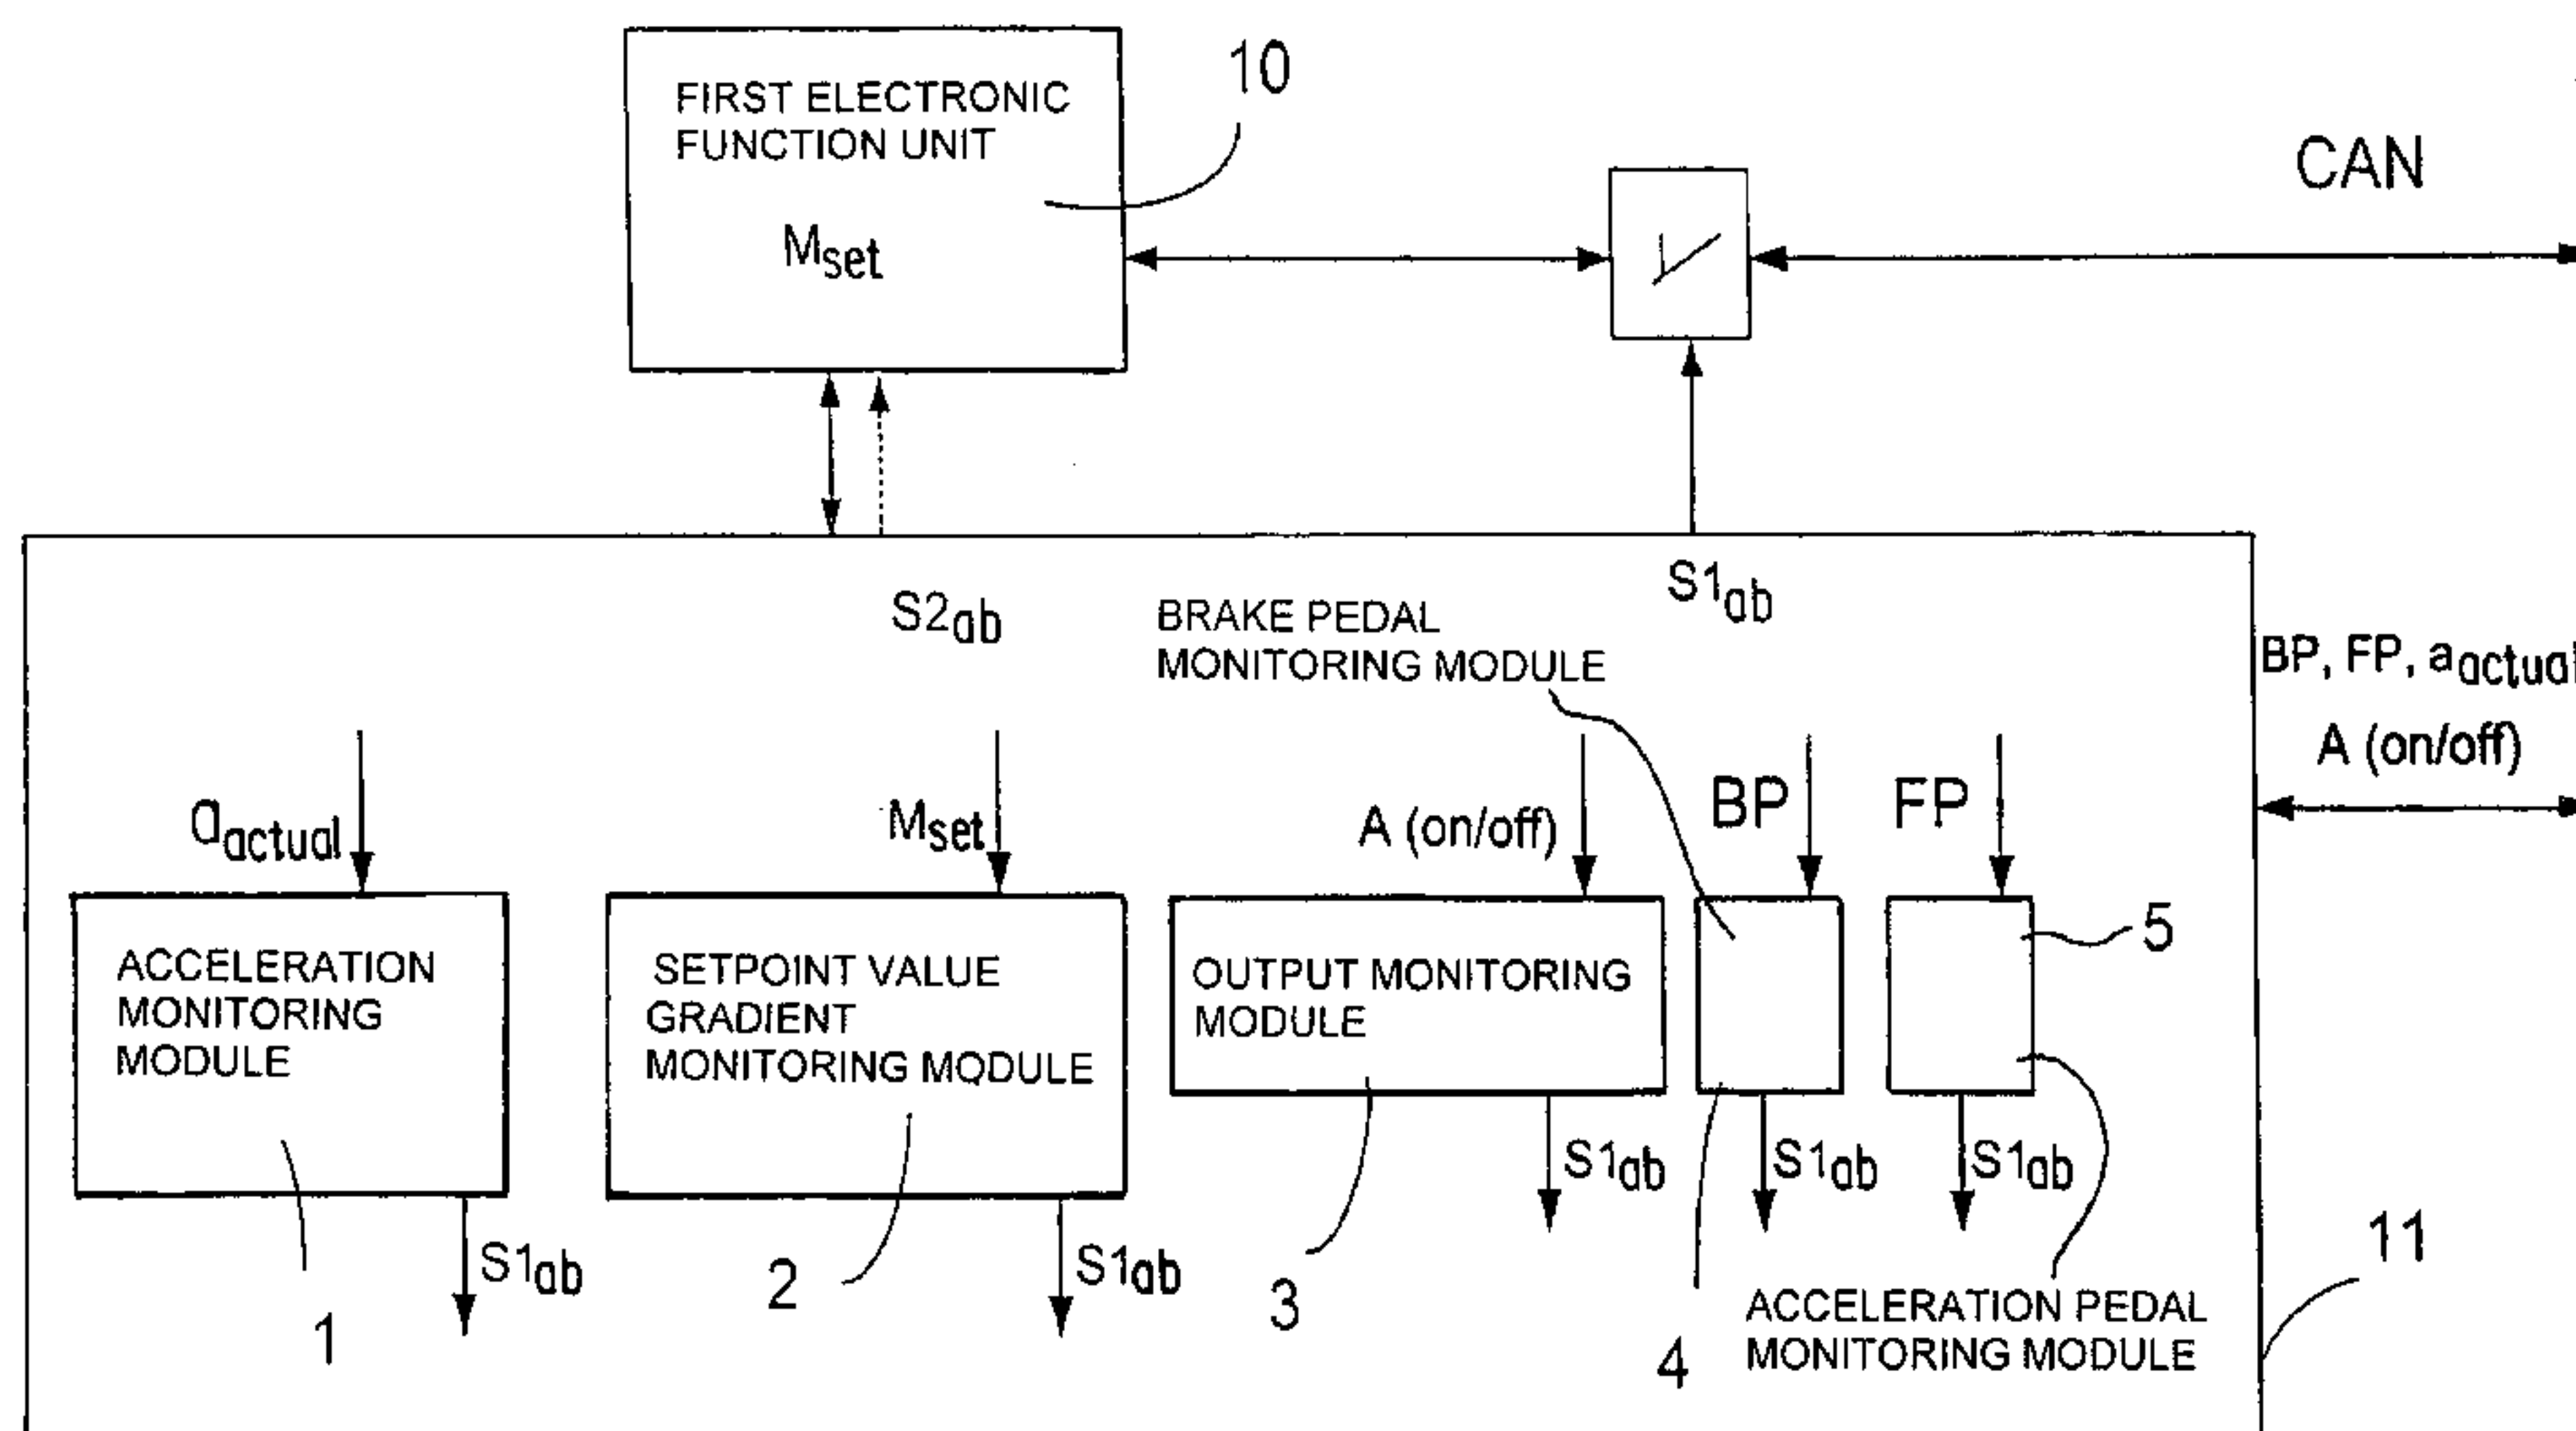 FIRST ELECTRONIC
FUNCTION UNIT
Mset
10
CAN
S2ab
S1ab
BRAKE PEDAL
MONITORING MODULE
BP, FP, aactual
A (on/off)
aactual
Mset
A (on/off)
BP
FP
ACCELERATION
MONITORING
MODULE
SETPOINT VALUE
GRADIENT
MONITORING MODULE
OUTPUT MONITORING
MODULE
5
S1ab
S1ab
S1ab
S1ab
S1ab
1
2
3
4
ACCELERATION PEDAL
MONITORING MODULE
11